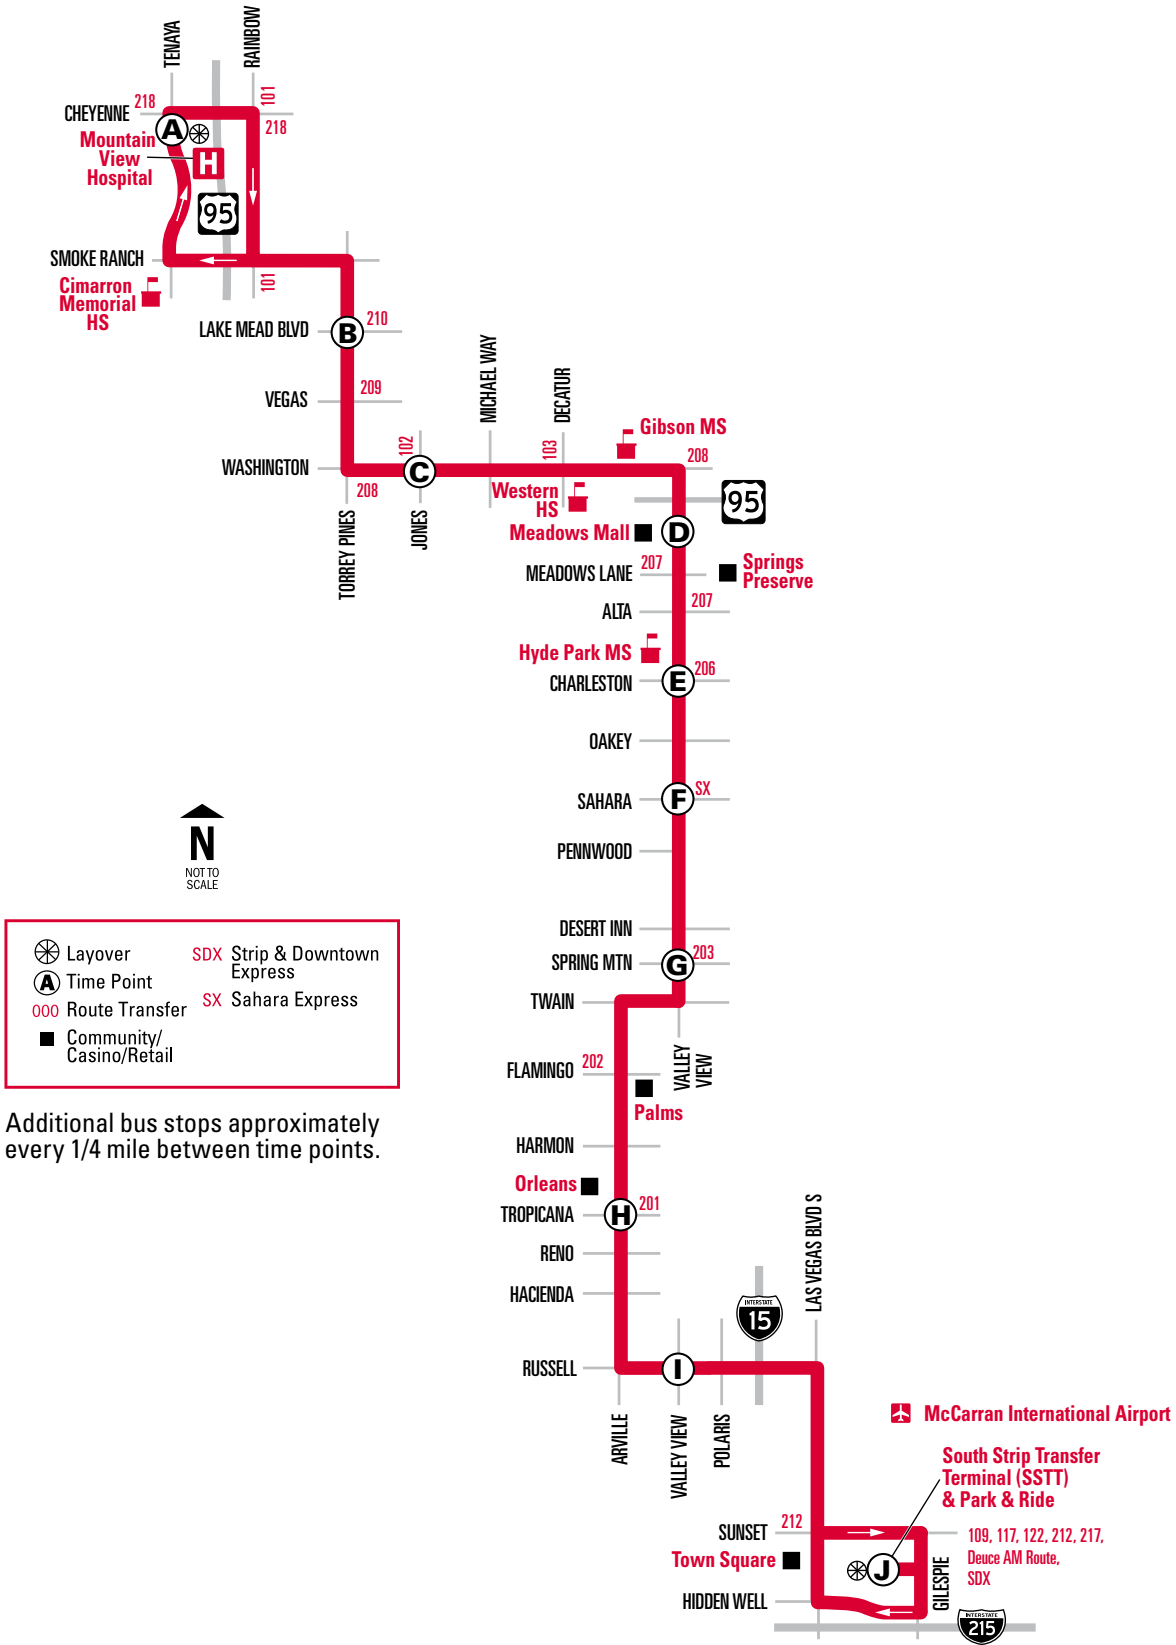 TENAYA
RAINBOW
CHEYENNE
218
101
218
A
Mountain
View
Hospital
H
95
SMOKE RANCH
101
Cimarron
Memorial
HS
LAKE MEAD BLVD
B
210
VEGAS
209
MICHAEL WAY
DECATUR
WASHINGTON
208
102
C
103
Gibson MS
208
TORREY PINES
JONES
Western
HS
95
Meadows Mall
D
MEADOWS LANE
207
Springs
Preserve
ALTA
207
Hyde Park MS
CHARLESTON
E
206
OAKEY
SAHARA
F
SX
PENNWOOD
DESERT INN
SPRING MTN
G
203
TWAIN
VALLEY
VIEW
FLAMINGO
202
Palms
HARMON
Orleans
TROPICANA
H
201
RENO
HACIENDA
INTERSTATE
15
LAS VEGAS BLVD S
RUSSELL
I
ARVILLE
VALLEY VIEW
POLARIS
McCarran International Airport
South Strip Transfer
Terminal (SSTT)
& Park & Ride
SUNSET
212
Town Square
J
GILESPIE
109, 117, 122, 212, 217,
Deuce AM Route,
SDX
HIDDEN WELL
INTERSTATE
215
N
NOT TO
SCALE
Layover
A Time Point
000 Route Transfer
Community/
Casino/Retail
SDX Strip & Downtown
Express
SX Sahara Express
Additional bus stops approximately
every 1/4 mile between time points.